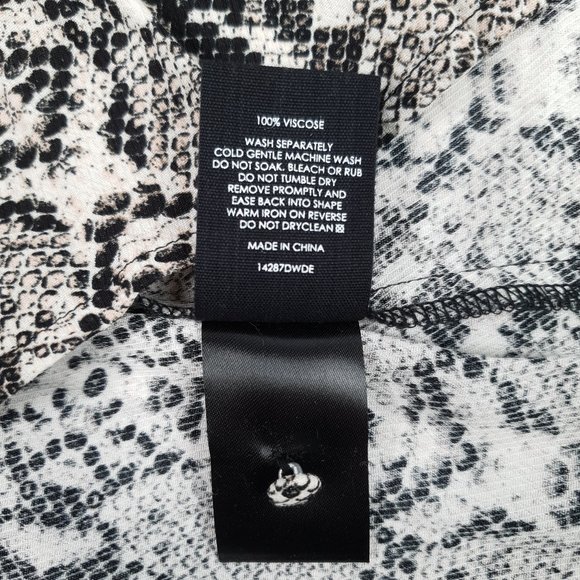 100% VISCOSE
WASH SEPARATELY
COLD GENTLE MACHINE WASH
DO NOT SOAK, BLEACH OR RUB
DO NOT TUMBLE DRY
REMOVE PROMPTLY AND
EASE BACK INTO SHAPE
WARM IRON ON REVERSE
DO NOT DRYCLEAN
MADE IN CHINA
14287DWDE